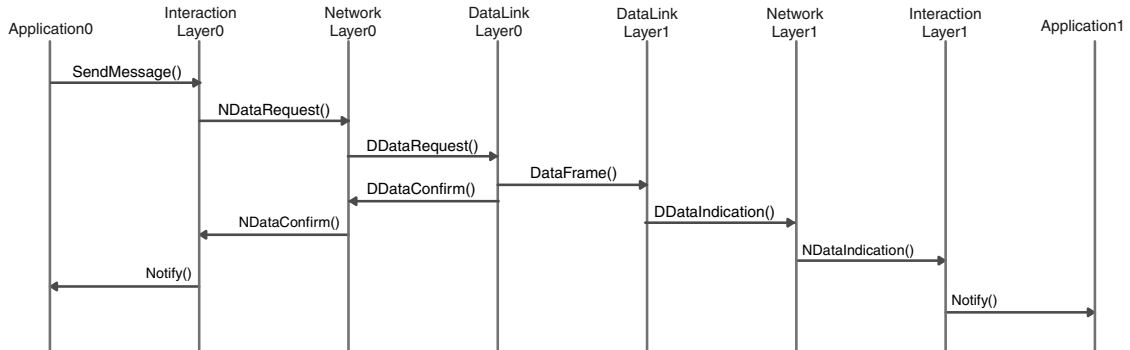 Application0
Interaction
Layer0
Network
Layer0
DataLink
Layer0
DataLink
Layer1
Network
Layer1
Interaction
Layer1
Application1
SendMessage()
NDataRequest()
DDataRequest()
DataFrame()
DDataConfirm()
DDataIndication()
NDataConfirm()
NDataIndication()
Notify()
Notify()